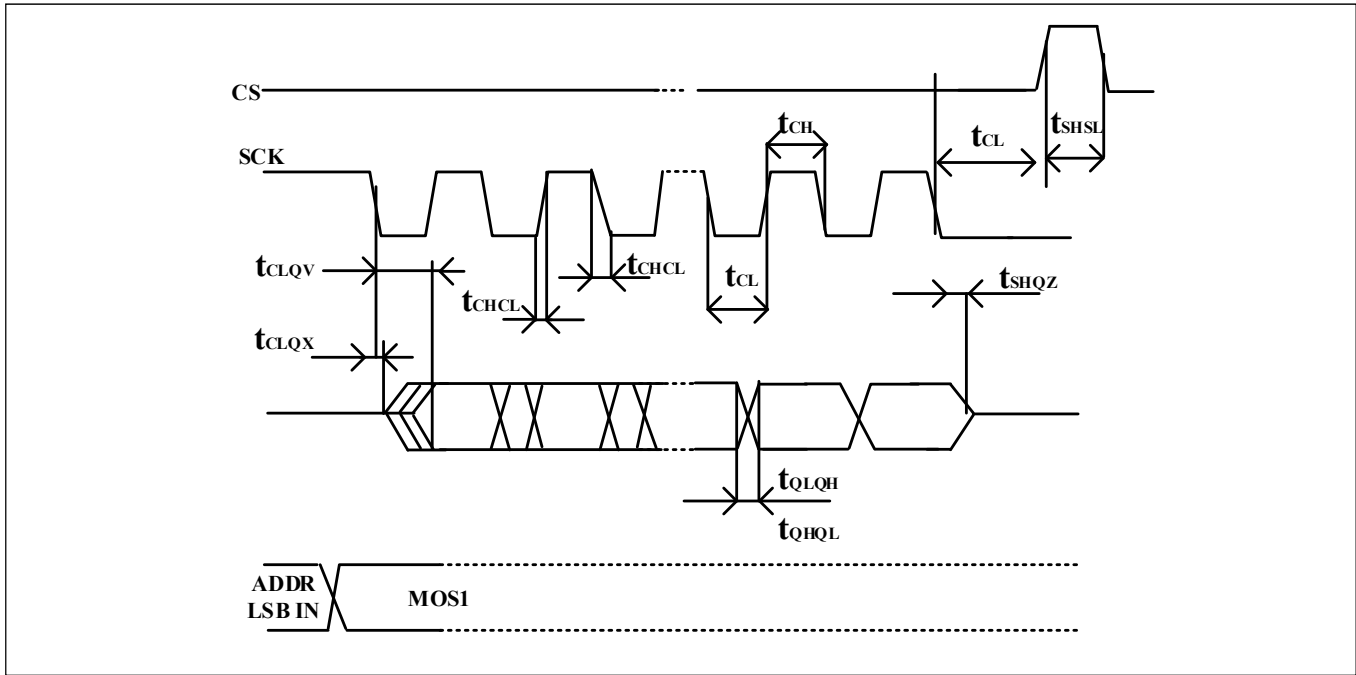 CS
tCH
tCL
tSHSL
SCK
tCLQV
tCHCL
tCHCL
tCL
tSHQZ
tCLQX
tQLQH
tQHQL
ADDR
LSB IN
MOS1